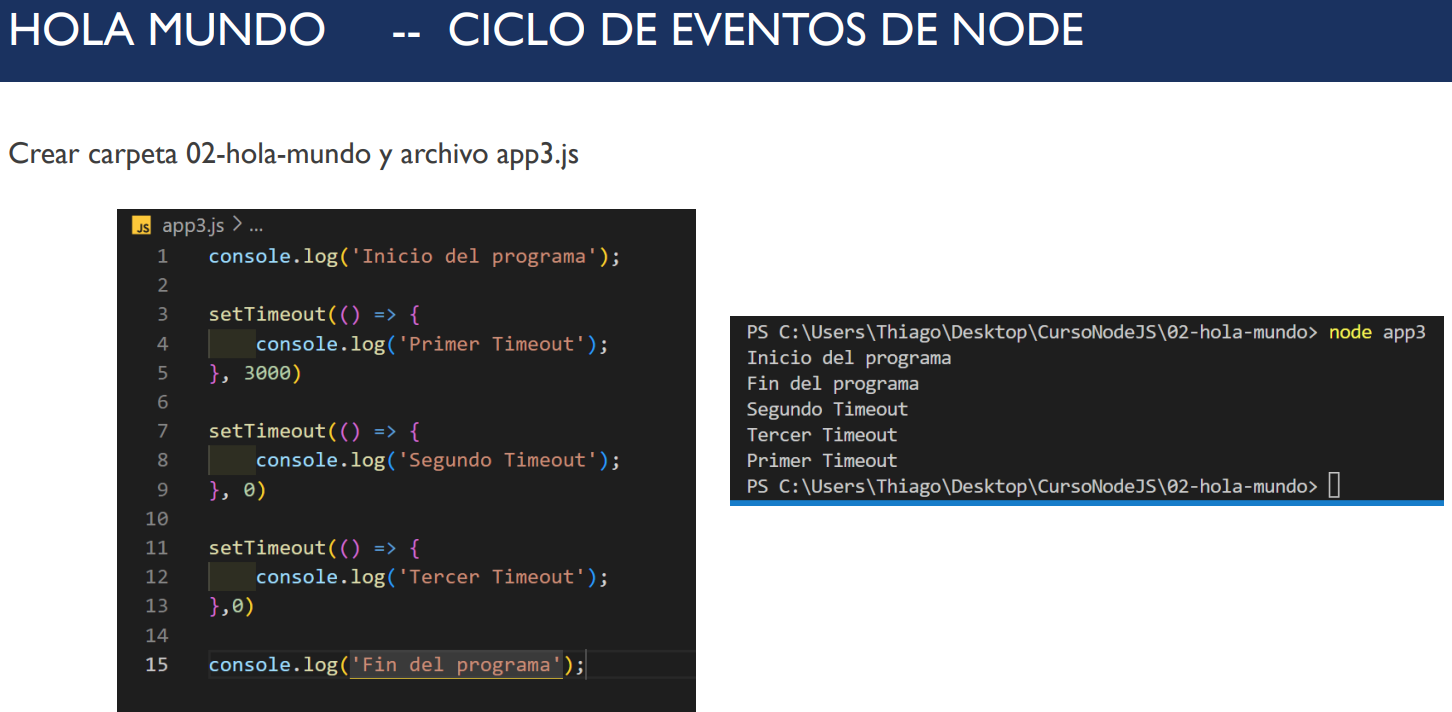 HOLA MUNDO -- CICLO DE EVENTOS DE NODE
Crear carpeta 02-hola-mundo y archivo app3.js
JS app3.js > ...
1 console.log('Inicio del programa');
2
3 setTimeout(() => {
4 console.log('Primer Timeout');
5 }, 3000)
6
7 setTimeout(() => {
8 console.log('Segundo Timeout');
9 }, 0)
10
11 setTimeout(() => {
12 console.log('Tercer Timeout');
13 },0)
14
15 console.log('Fin del programa');
PS C:\Users\Thiago\Desktop\CursoNodeJS\02-hola-mundo> node app3
Inicio del programa
Fin del programa
Segundo Timeout
Tercer Timeout
Primer Timeout
PS C:\Users\Thiago\Desktop\CursoNodeJS\02-hola-mundo>